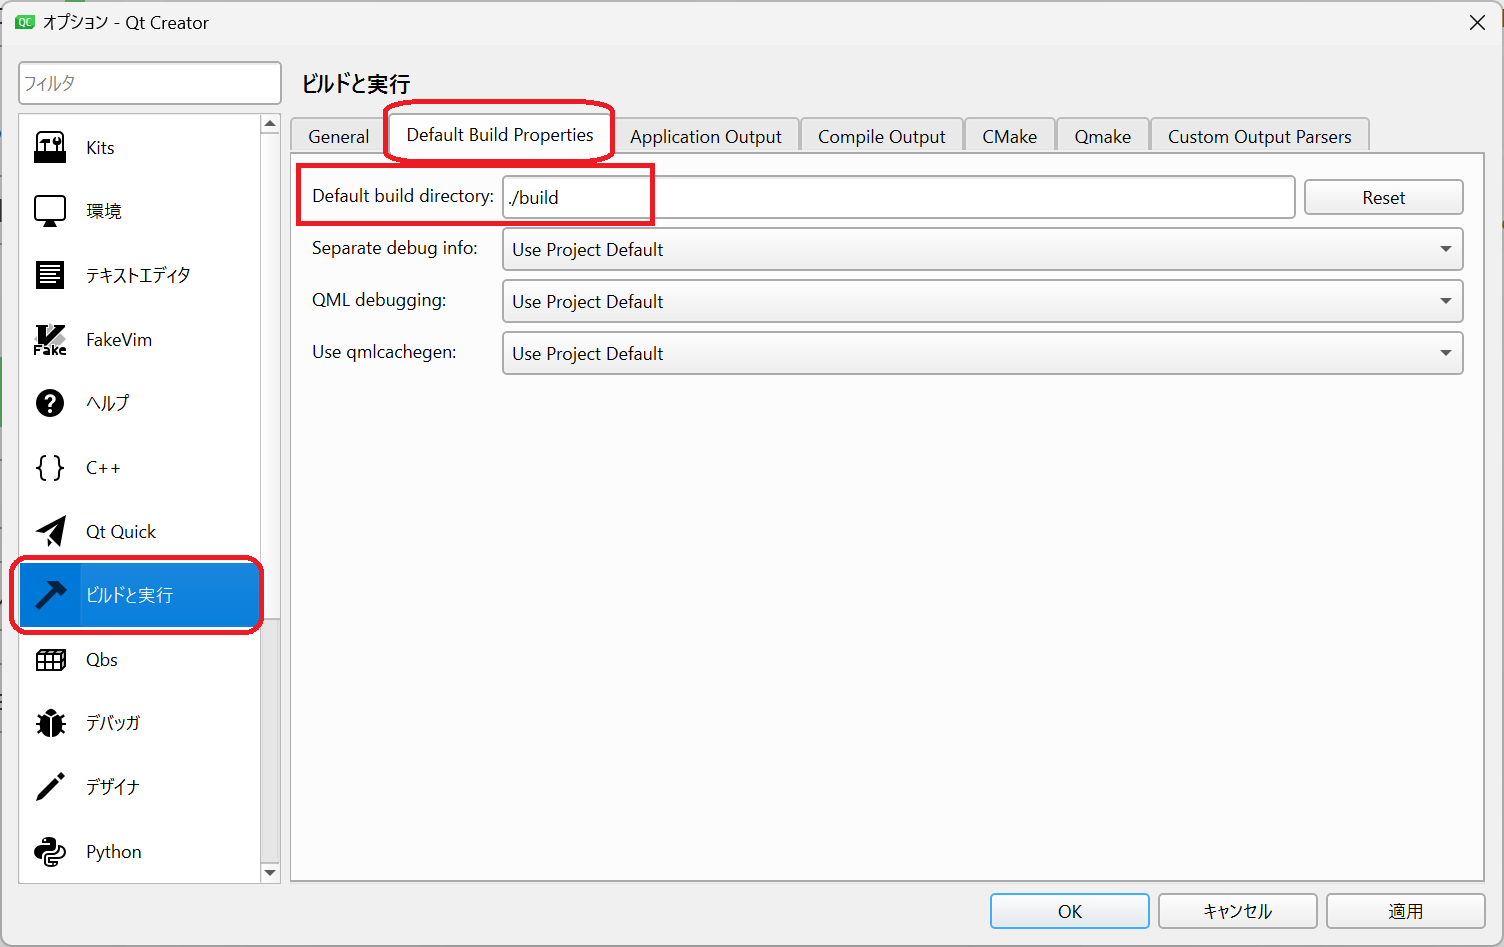 オプション - Qt Creator
フィルタ
Kits
環境
テキストエディタ
FakeVim
ヘルプ
C++
Qt Quick
ビルドと実行
Qbs
デバッガ
デザイナ
Python
ビルドと実行
General
Default Build Properties
Application Output
Compile Output
CMake
Qmake
Custom Output Parsers
Default build directory: ./build
Reset
Separate debug info: Use Project Default
QML debugging: Use Project Default
Use qmlcachegen: Use Project Default
OK
キャンセル
適用